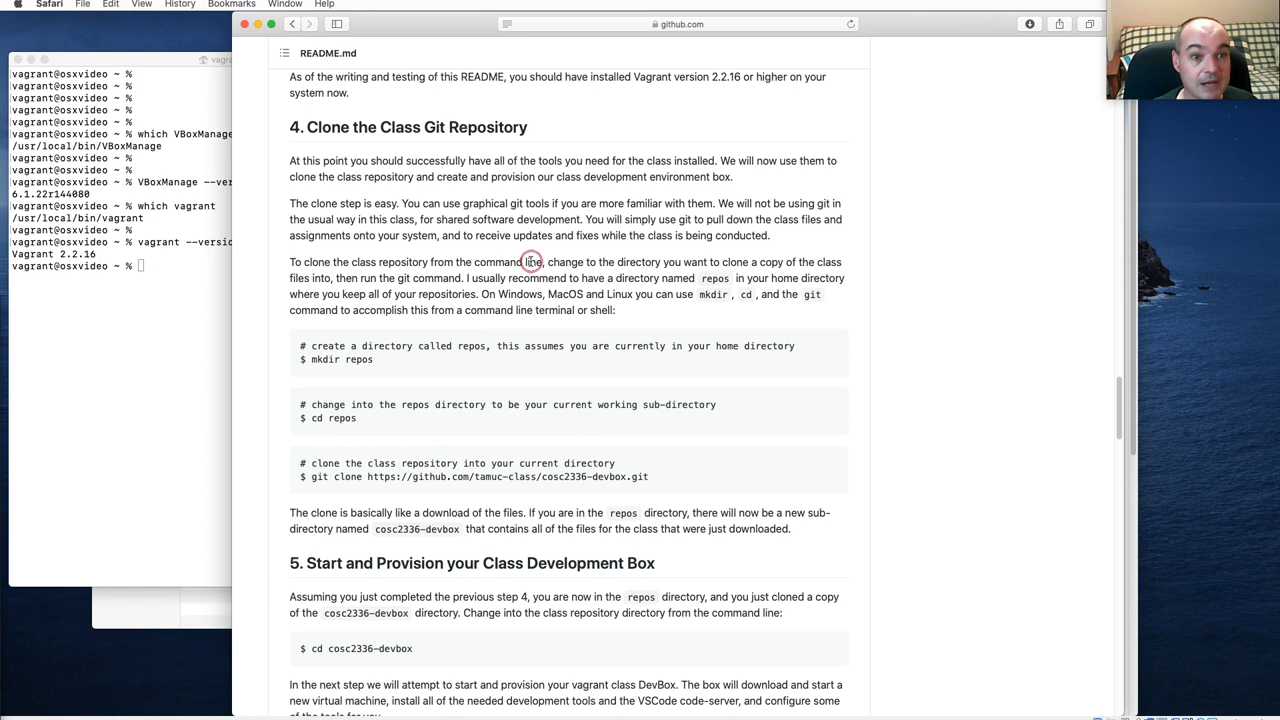 Safari File Edit View History Bookmarks Window Help
github.com
vagrant@osxvideo ~ %
vagrant@osxvideo ~ %
vagrant@osxvideo ~ %
vagrant@osxvideo ~ %
vagrant@osxvideo ~ %
vagrant@osxvideo ~ % which VBoxManage
/usr/local/bin/VBoxManage
vagrant@osxvideo ~ %
vagrant@osxvideo ~ %
vagrant@osxvideo ~ % VBoxManage --ver
6.1.22r144080
vagrant@osxvideo ~ % which vagrant
/usr/local/bin/vagrant
vagrant@osxvideo ~ % vagrant --versio
Vagrant 2.2.16
vagrant@osxvideo ~ %
README.md
As of the writing and testing of this README, you should have installed Vagrant version 2.2.16 or higher on your
system now.
4. Clone the Class Git Repository
At this point you should successfully have all of the tools you need for the class installed. We will now use them to
clone the class repository and create and provision our class development environment box.
The clone step is easy. You can use graphical git tools if you are more familiar with them. We will not be using git in
the usual way in this class, for shared software development. You will simply use git to pull down the class files and
assignments onto your system, and to receive updates and fixes while the class is being conducted.
To clone the class repository from the command line, change to the directory you want to clone a copy of the class
files into, then run the git command. I usually recommend to have a directory named repos in your home directory
where you keep all of your repositories. On Windows, MacOS and Linux you can use mkdir, cd, and the git
command to accomplish this from a command line terminal or shell:
# create a directory called repos, this assumes you are currently in your home directory
$ mkdir repos
# change into the repos directory to be your current working sub-directory
$ cd repos
# clone the class repository into your current directory
$ git clone https://github.com/tamuc-class/cosc2336-devbox.git
The clone is basically like a download of the files. If you are in the repos directory, there will now be a new sub-
directory named cosc2336-devbox that contains all of the files for the class that were just downloaded.
5. Start and Provision your Class Development Box
Assuming you just completed the previous step 4, you are now in the repos directory, and you just cloned a copy
of the cosc2336-devbox directory. Change into the class repository directory from the command line:
$ cd cosc2336-devbox
In the next step we will attempt to start and provision your vagrant class DevBox. The box will download and start a
new virtual machine, install all of the needed development tools and the VSCode code-server, and configure some
of the tools for you